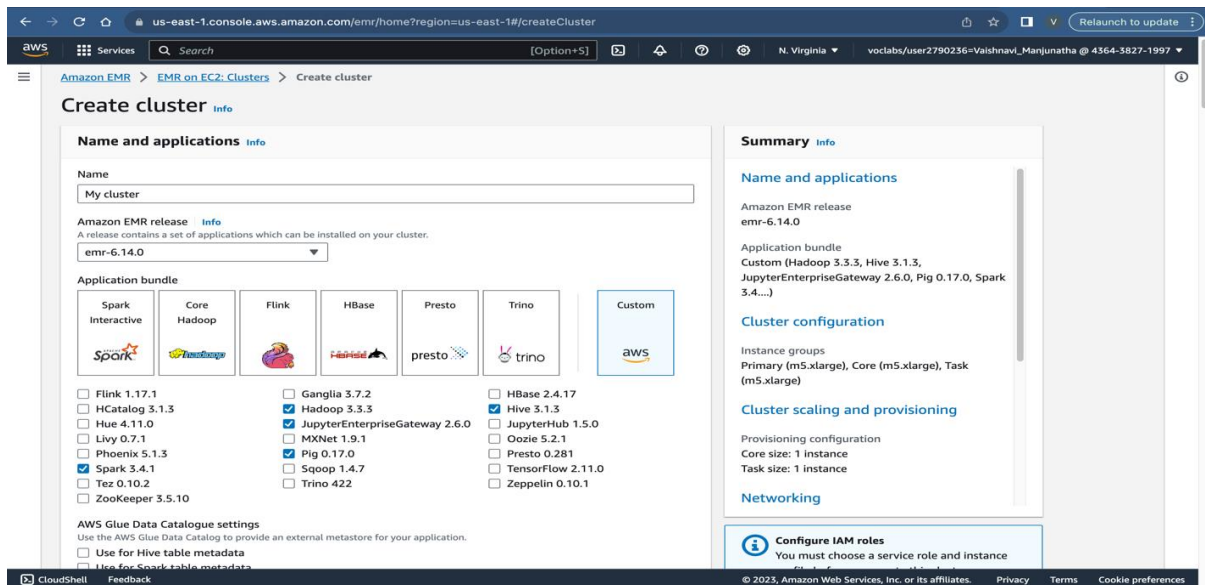 us-east-1.console.aws.amazon.com/emr/home?region=us-east-1#/createCluster
V
Relaunch to update
aws
Services
Search
[Option+S]
N. Virginia
voclabs/user2790236=Vaishnavi_Manjunatha @ 4364-3827-1997
Amazon EMR > EMR on EC2: Clusters > Create cluster
Create cluster Info
Name and applications Info
Name
My cluster
Amazon EMR release Info
A release contains a set of applications which can be installed on your cluster.
emr-6.14.0
Application bundle
Spark Interactive
Core Hadoop
Flink
HBase
Presto
Trino
Custom
Spark
hadoop
HBASE
presto
trino
aws
Flink 1.17.1
Ganglia 3.7.2
HBase 2.4.17
HCatalog 3.1.3
Hadoop 3.3.3
Hive 3.1.3
Hue 4.11.0
JupyterEnterpriseGateway 2.6.0
JupyterHub 1.5.0
Livy 0.7.1
MXNet 1.9.1
Oozie 5.2.1
Phoenix 5.1.3
Pig 0.17.0
Presto 0.281
Spark 3.4.1
Sqoop 1.4.7
TensorFlow 2.11.0
Tez 0.10.2
Trino 422
Zeppelin 0.10.1
ZooKeeper 3.5.10
AWS Glue Data Catalogue settings
Use the AWS Glue Data Catalog to provide an external metastore for your application.
Use for Hive table metadata
Use for Spark table metadata
Summary Info
Name and applications
Amazon EMR release
emr-6.14.0
Application bundle
Custom (Hadoop 3.3.3, Hive 3.1.3,
JupyterEnterpriseGateway 2.6.0, Pig 0.17.0, Spark
3.4....)
Cluster configuration
Instance groups
Primary (m5.xlarge), Core (m5.xlarge), Task
(m5.xlarge)
Cluster scaling and provisioning
Provisioning configuration
Core size: 1 instance
Task size: 1 instance
Networking
Configure IAM roles
You must choose a service role and instance
CloudShell
Feedback
© 2023, Amazon Web Services, Inc. or its affiliates.
Privacy
Terms
Cookie preferences